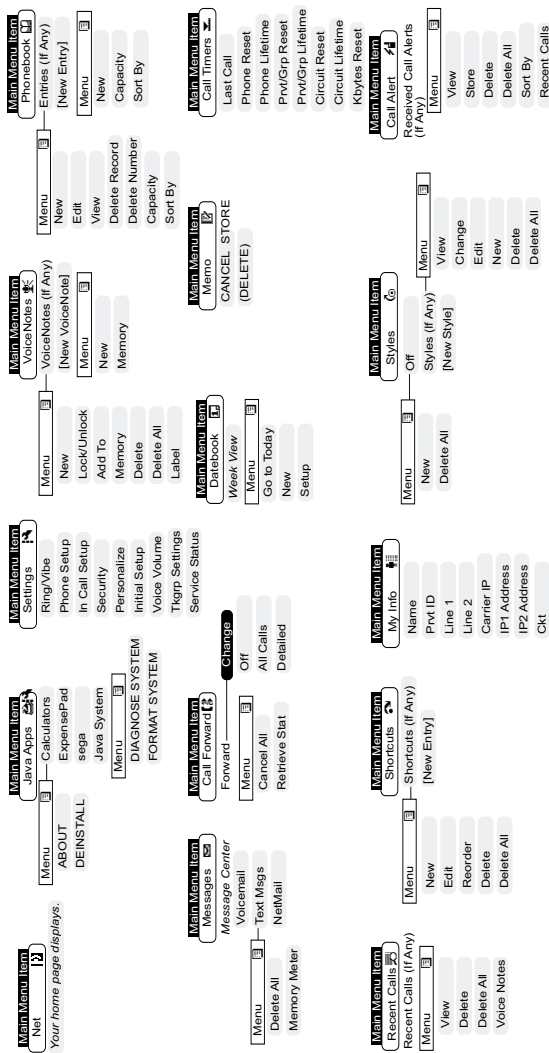 Main Menu Item
Net
Your home page displays.
Main Menu Item
Java Apps
Menu
ABOUT
DEINSTALL
Calculators
ExpensePad
sega
Java System
Menu
DIAGNOSE SYSTEM
FORMAT SYSTEM
Main Menu Item
Settings
Ring/Vibe
Phone Setup
In Call Setup
Security
Personalize
Initial Setup
Voice Volume
Tkgrp Settings
Service Status
Main Menu Item
VoiceNotes
Menu
New
Lock/Unlock
Add To
Memory
Delete
Delete All
Label
VoiceNotes (If Any)
[New VoiceNote]
Menu
New
Memory
Main Menu Item
Phonebook
Menu
New
Edit
View
Delete Record
Delete Number
Capacity
Sort By
Entries (If Any)
[New Entry]
Menu
New
Capacity
Sort By
Main Menu Item
Messages
Message Center
Voicemail
Text Msgs
NetMail
Menu
Delete All
Memory Meter
Main Menu Item
Call Forward
Forward
Change
Off
All Calls
Detailed
Menu
Cancel All
Retrieve Stat
Main Menu Item
Datebook
Week View
Menu
Go to Today
New
Setup
Main Menu Item
Memo
CANCEL STORE
(DELETE)
Main Menu Item
Call Timers
Last Call
Phone Reset
Phone Lifetime
Prvt/Grp Reset
Prvt/Grp Lifetime
Circuit Reset
Circuit Lifetime
Kbytes Reset
Main Menu Item
Recent Calls
Recent Calls (If Any)
Menu
View
Delete
Delete All
Voice Notes
Main Menu Item
Shortcuts
Menu
New
Edit
Reorder
Delete
Delete All
Shortcuts (If Any)
[New Entry]
Main Menu Item
My Info
Name
Prvt ID
Line 1
Line 2
Carrier IP
IP1 Address
IP2 Address
Ckt
Main Menu Item
Styles
Menu
New
Delete All
Off
Styles (If Any)
[New Style]
Menu
View
Change
Edit
New
Delete
Delete All
Main Menu Item
Call Alert
Received Call Alerts
(If Any)
Menu
View
Store
Delete
Delete All
Sort By
Recent Calls